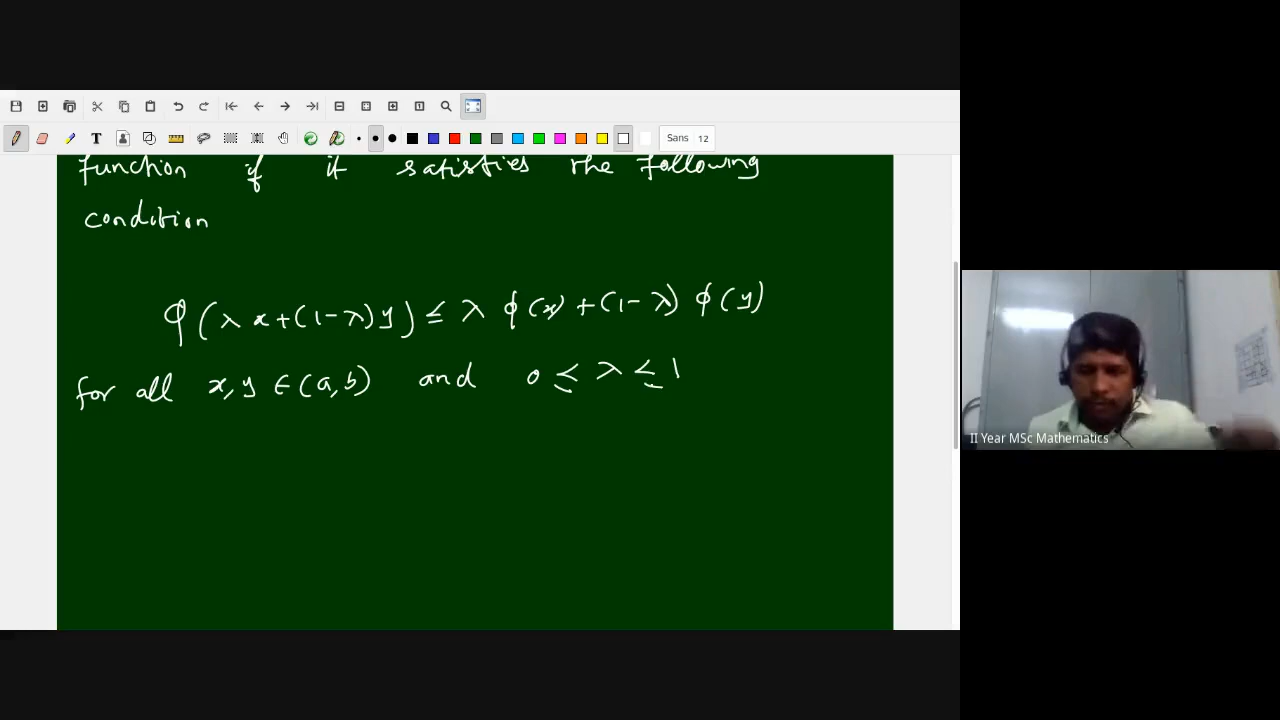 Sans 12
function if it satisfies the following
condition
ϕ(λx+(1-λ)y) ≤ λ ϕ(x) + (1-λ) ϕ(y)
for all x, y ∈ (a, b) and 0 ≤ λ ≤ 1
II Year MSc Mathematics